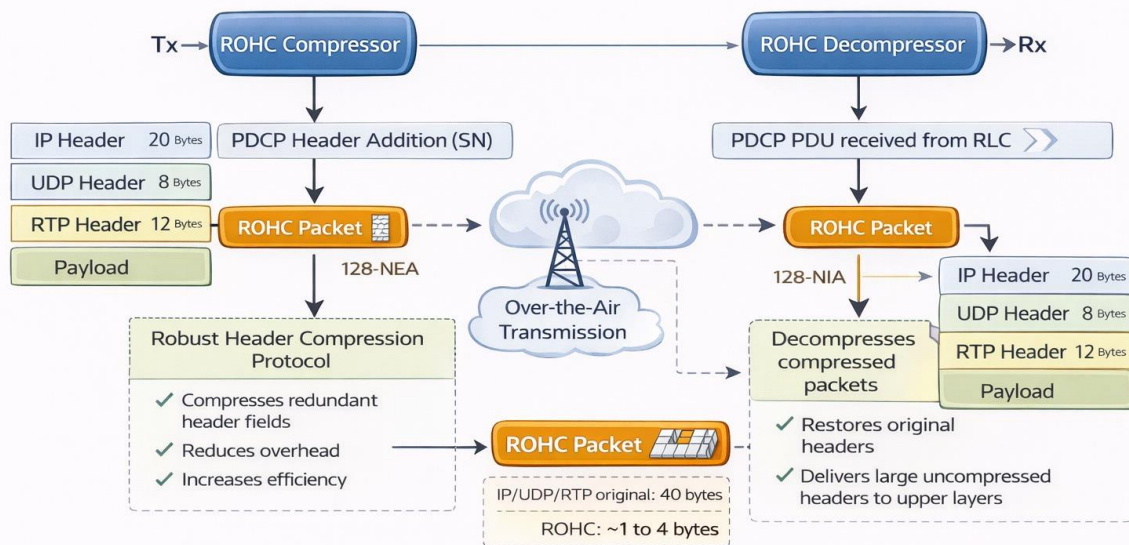 Tx
ROHC Compressor
ROHC Decompressor
Rx
IP Header 20 Bytes
UDP Header 8 Bytes
RTP Header 12 Bytes
Payload
PDCP Header Addition (SN)
PDCP PDU received from RLC
ROHC Packet
128-NEA
Over-the-Air
Transmission
ROHC Packet
128-NIA
IP Header 20 Bytes
UDP Header 8 Bytes
RTP Header 12 Bytes
Payload
Robust Header Compression
Protocol
✓ Compresses redundant
header fields
✓ Reduces overhead
✓ Increases efficiency
ROHC Packet
IP/UDP/RTP original: 40 bytes
ROHC: ~1 to 4 bytes
Decompresses
compressed
packets
✓ Restores original
headers
✓ Delivers large uncompressed
headers to upper layers